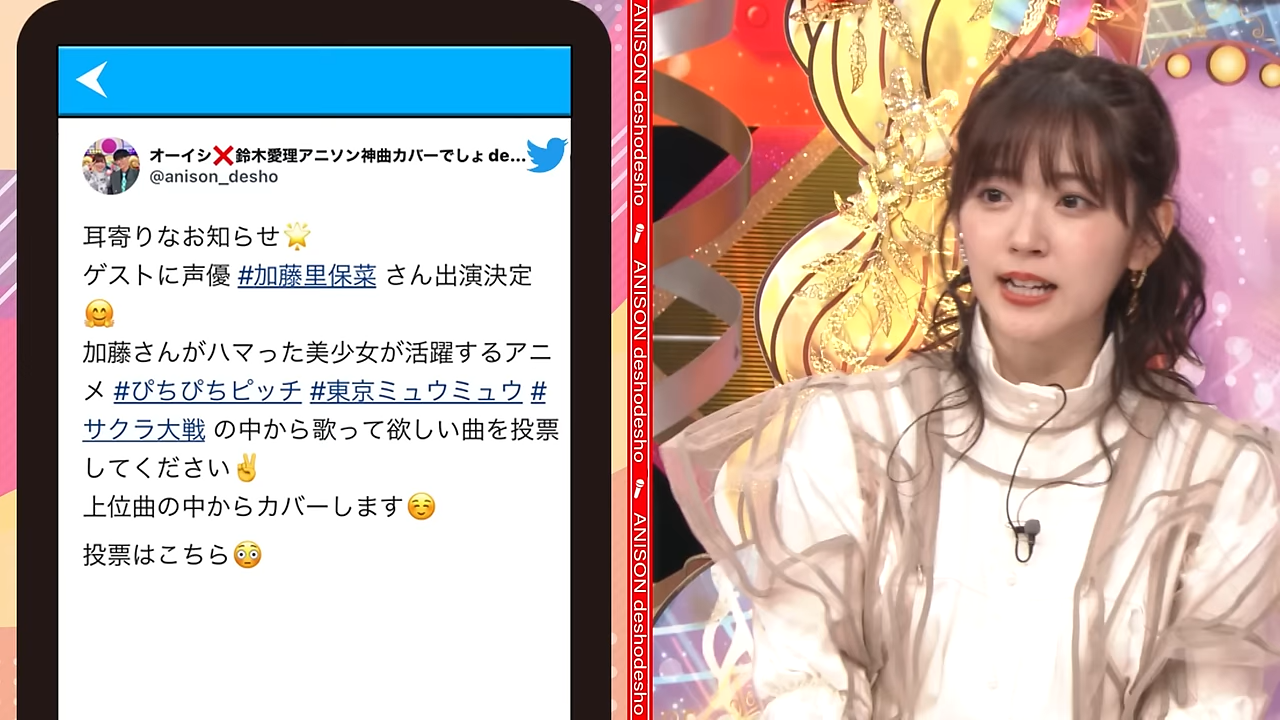 オーイシ❌鈴木愛理アニソン神曲カバーでしょde...
@anison_desho
耳寄りなお知らせ🌟
ゲストに声優 #加藤里保菜 さん出演決定
🤗
加藤さんがハマった美少女が活躍するアニ
メ #ぴちぴちピッチ #東京ミュウミュウ #
サクラ大戦 の中から歌って欲しい曲を投票
してください✌️
上位曲の中からカバーします☺️
投票はこちら😳
ANISON deshodesho
ANISON deshodesho
ANISON deshodesho